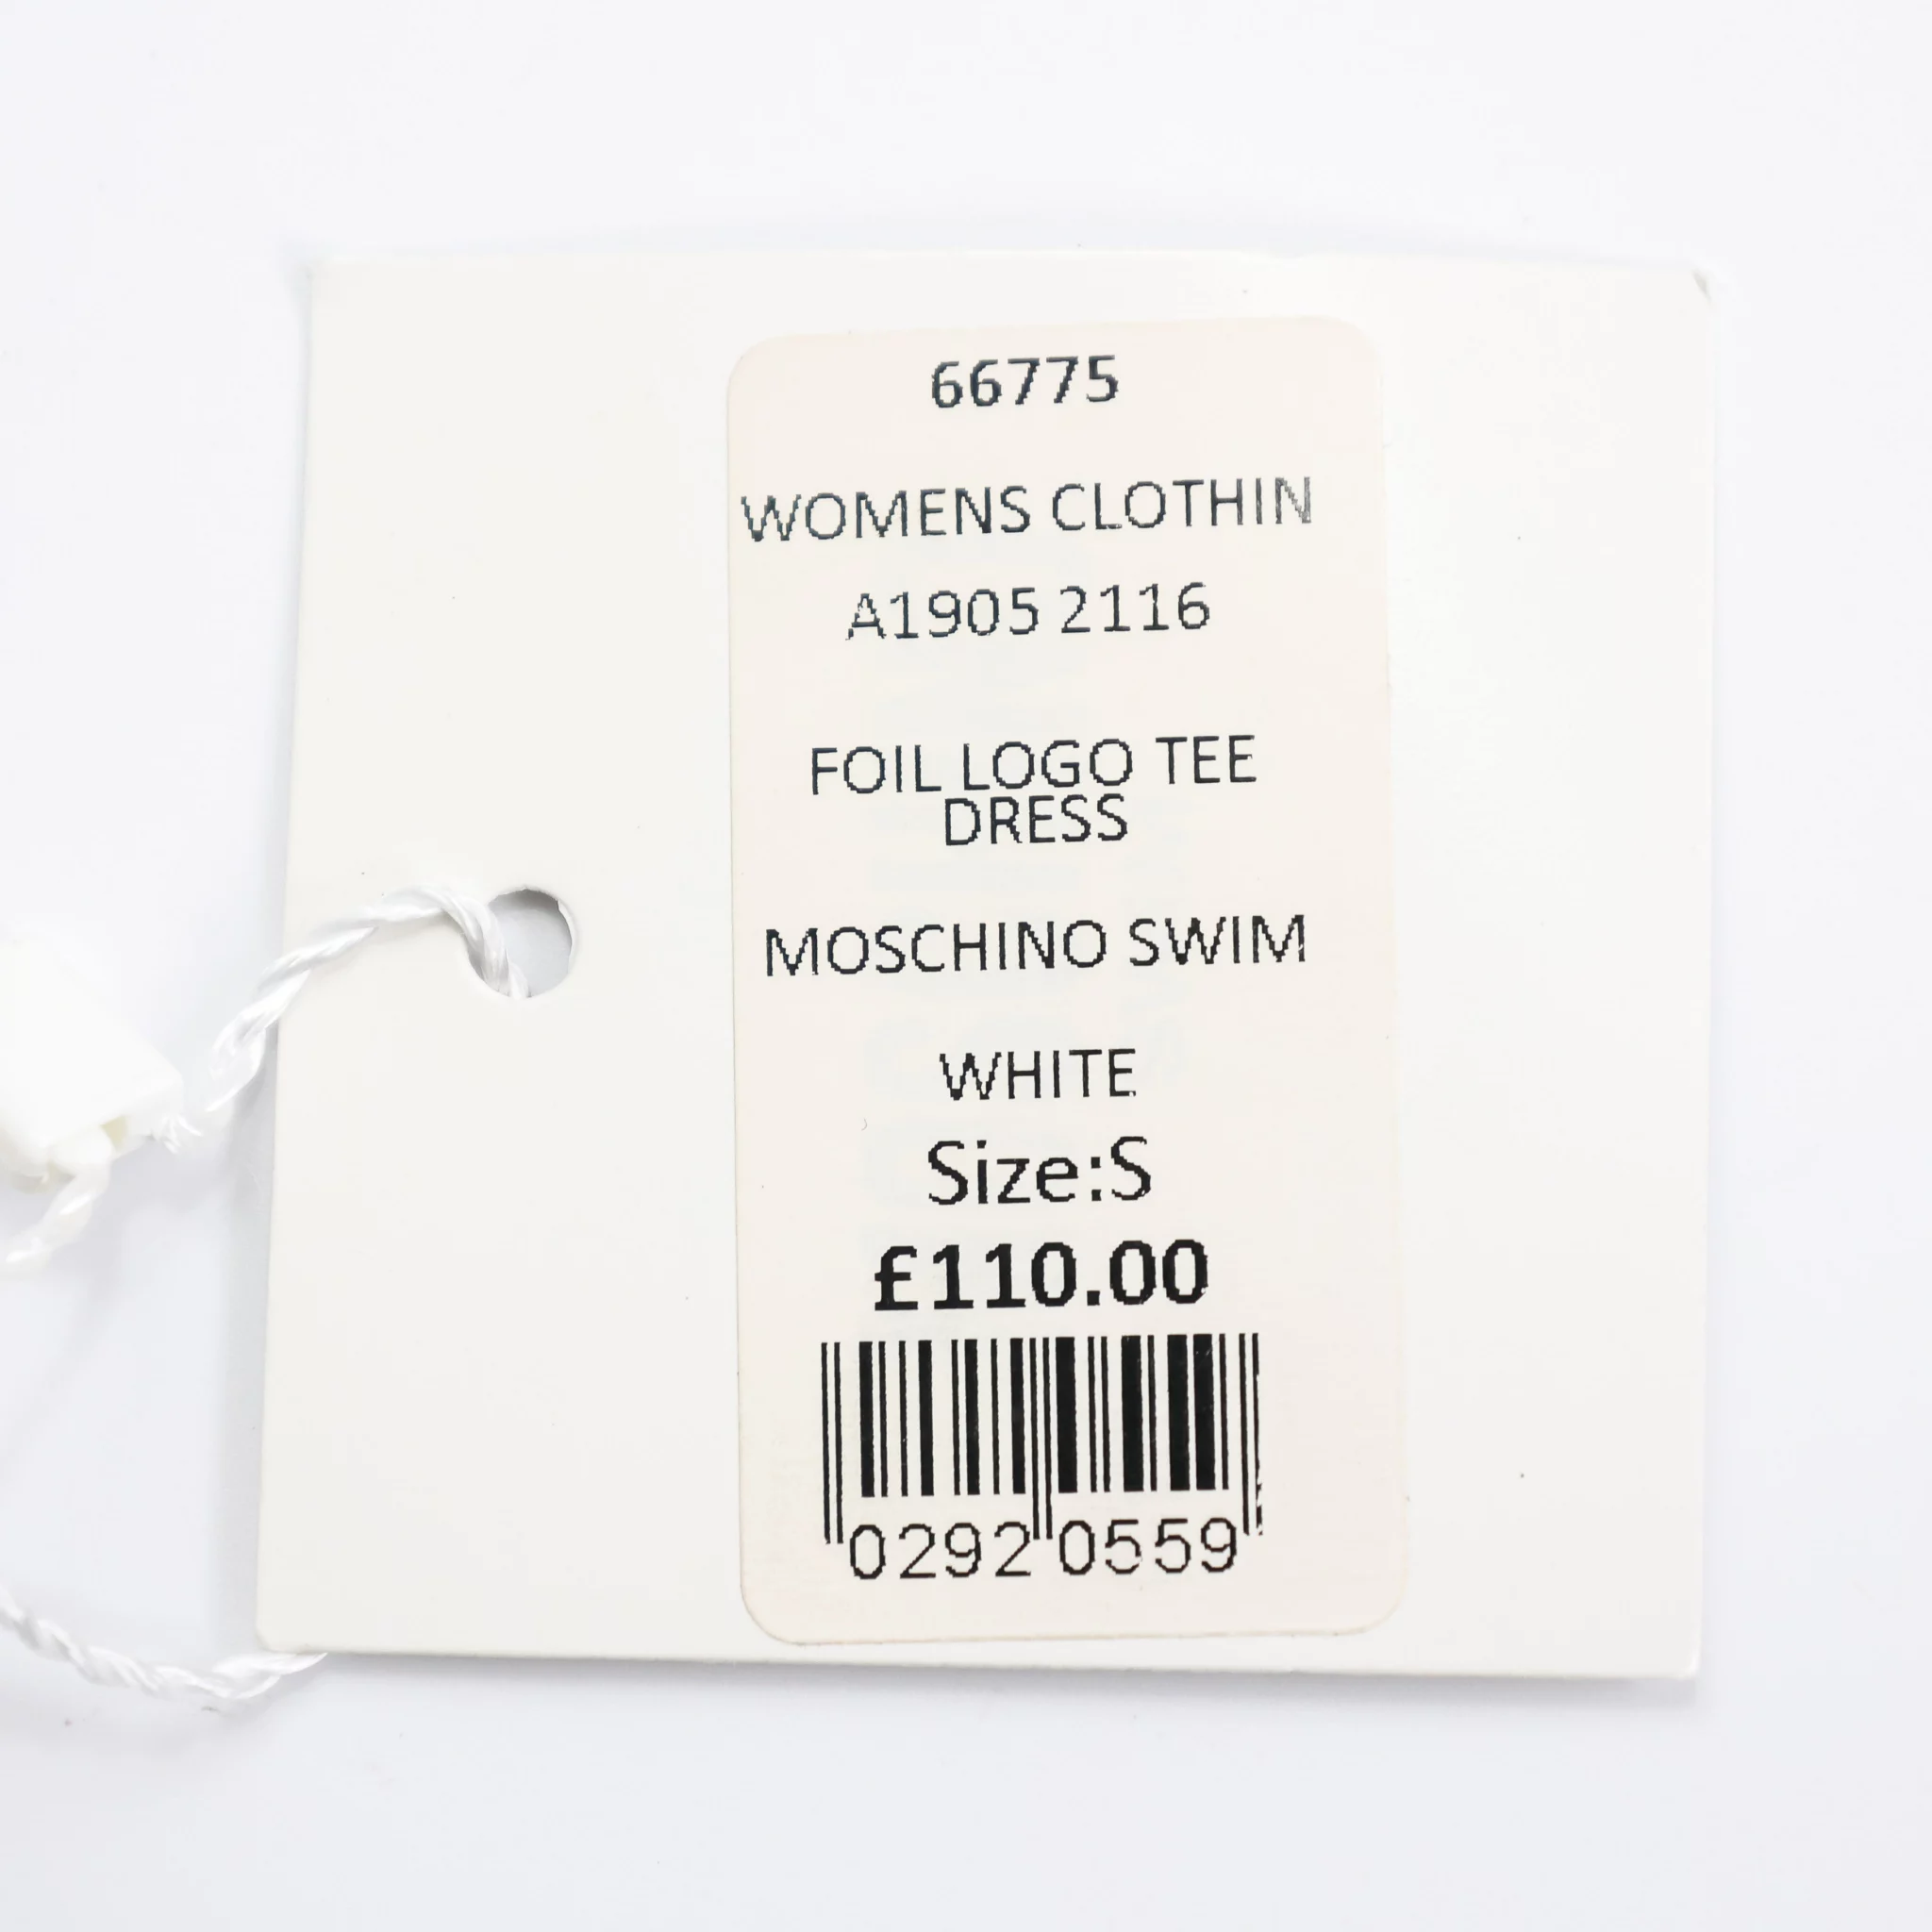 66775
WOMENS CLOTHIN
A1905 2116
FOIL LOGO TEE
DRESS
MOSCHINO SWIM
WHITE
Size:S
£110.00
0292 0559